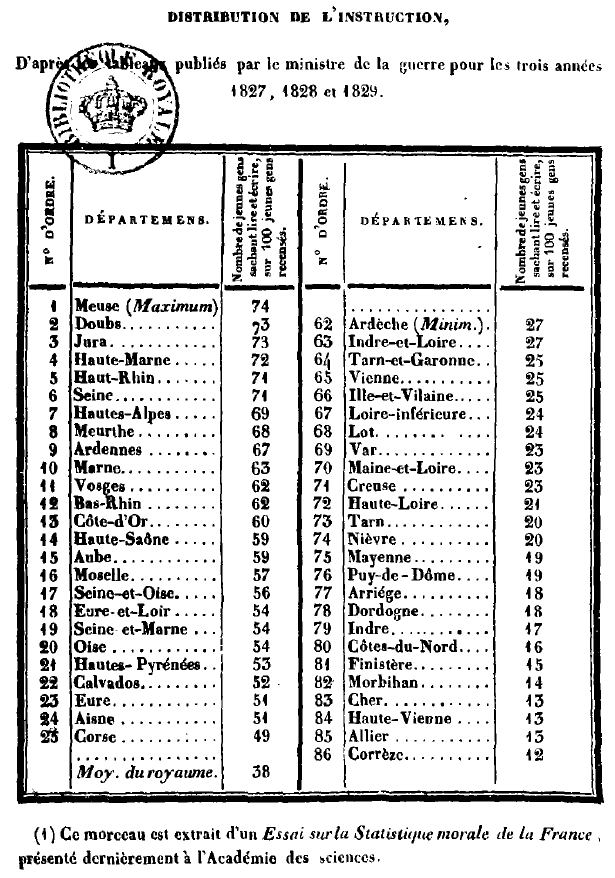 DISTRIBUTION DE L'INSTRUCTION,
D'après les tableaux publiés par le ministre de la guerre pour les trois années
1827, 1828 et 1829.
BIBLIOTHEQUE ROYALE
I
N° D'ORDRE. DÉPARTEMENS. Nombre de jeunes gens sachant lire et écrire, sur 100 jeunes gens recensés. N° D'ORDRE. DÉPARTEMENS. Nombre de jeunes gens sachant lire et écrire, sur 100 jeunes gens recensés.
1 Meuse (Maximum) 74 ..............
2 Doubs........... 73 62 Ardèche (Minim.). 27
3 Jura............ 73 63 Indre-et-Loire.... 27
4 Haute-Marne .... 72 64 Tarn-et-Garonne.. 25
5 Haut-Rhin....... 71 65 Vienne.......... 25
6 Seine........... 71 66 Ille-et-Vilaine.... 25
7 Hautes-Alpes .... 69 67 Loire-inférieure... 24
8 Meurthe ........ 68 68 Lot............. 24
9 Ardennes ....... 67 69 Var............. 23
10 Marne.......... 63 70 Maine-et-Loire.... 23
11 Vosges ......... 62 71 Creuse ......... 23
12 Bas-Rhin ....... 62 72 Haute-Loire...... 21
13 Côte-d'Or....... 60 73 Tarn ........... 20
14 Haute-Saône .... 59 74 Nièvre.......... 20
15 Aube........... 59 75 Mayenne ....... 19
16 Moselle......... 57 76 Puy-de-Dôme.... 19
17 Seine-et-Oise..... 56 77 Arriége......... 18
18 Eure-et-Loir ..... 54 78 Dordogne ....... 18
19 Seine-et-Marne ... 54 79 Indre........... 17
20 Oise ........... 54 80 Côtes-du-Nord.... 16
21 Hautes-Pyrénées.. 53 81 Finistère........ 15
22 Calvados........ 52 82 Morbihan ....... 14
23 Eure........... 51 83 Cher............ 13
24 Aisne .......... 51 84 Haute-Vienne .... 13
25 Corse .......... 49 85 Allier .......... 13
.............. 86 Corrèze......... 12
Moy. du royaume. 38
(1) Ce morceau est extrait d'un Essai sur la Statistique morale de la France,
présenté dernièrement à l'Académie des sciences.